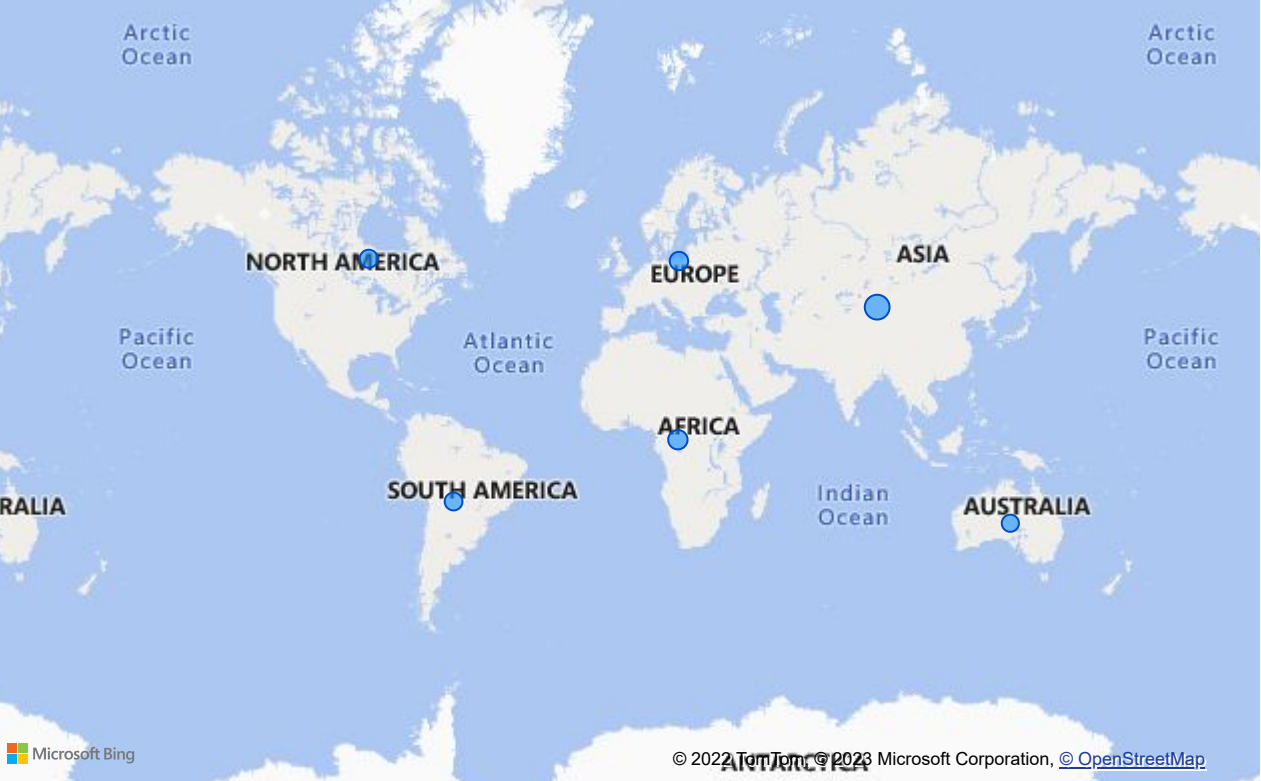 Arctic
Ocean
Arctic
Ocean
NORTH AMERICA
EUROPE
ASIA
Pacific
Ocean
Atlantic
Ocean
Pacific
Ocean
AFRICA
SOUTH AMERICA
Indian
Ocean
RALIA
AUSTRALIA
ANTARCTICA
Microsoft Bing
© 2022 TomTom, © 2023 Microsoft Corporation, © OpenStreetMap